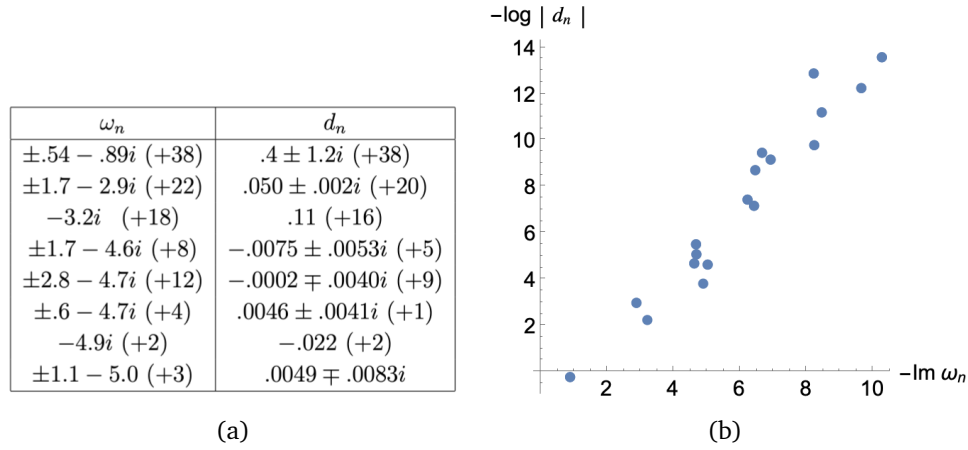 ωₙ dₙ
±.54 − .89i (+38) .4 ± 1.2i (+38)
±1.7 − 2.9i (+22) .050 ± .002i (+20)
−3.2i (+18) .11 (+16)
±1.7 − 4.6i (+8) −.0075 ± .0053i (+5)
±2.8 − 4.7i (+12) −.0002 ∓ .0040i (+9)
±.6 − 4.7i (+4) .0046 ± .0041i (+1)
−4.9i (+2) −.022 (+2)
±1.1 − 5.0 (+3) .0049 ∓ .0083i
(a)
−log | dₙ |
14
12
10
8
6
4
2
2 4 6 8 10
−Im ωₙ
(b)